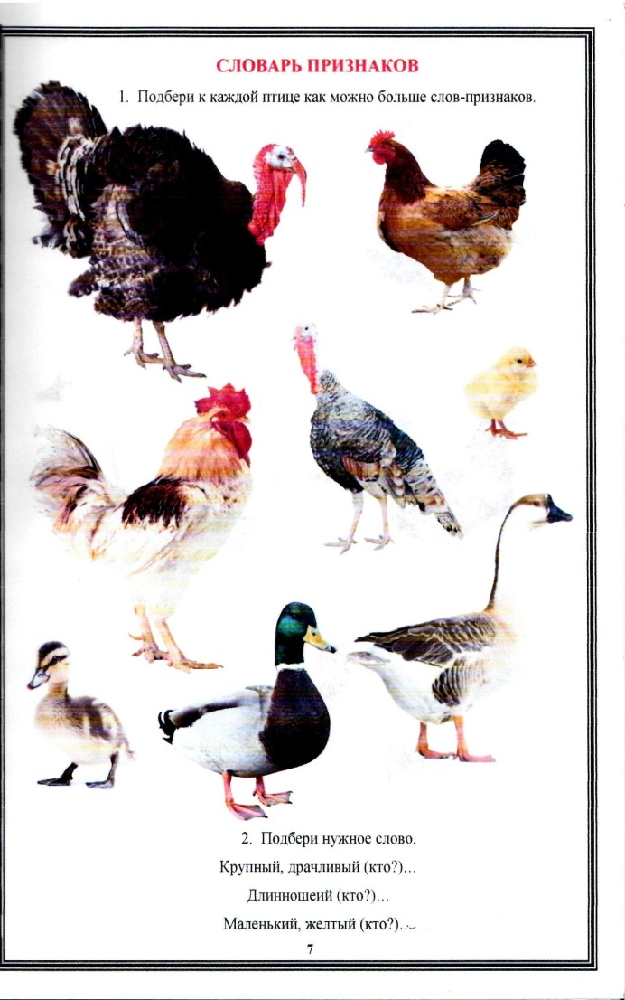 СЛОВАРЬ ПРИЗНАКОВ
1. Подбери к каждой птице как можно больше слов-признаков.
2. Подбери нужное слово.
Крупный, драчливый (кто?)…
Длинношеий (кто?)…
Маленький, желтый (кто?)…
7